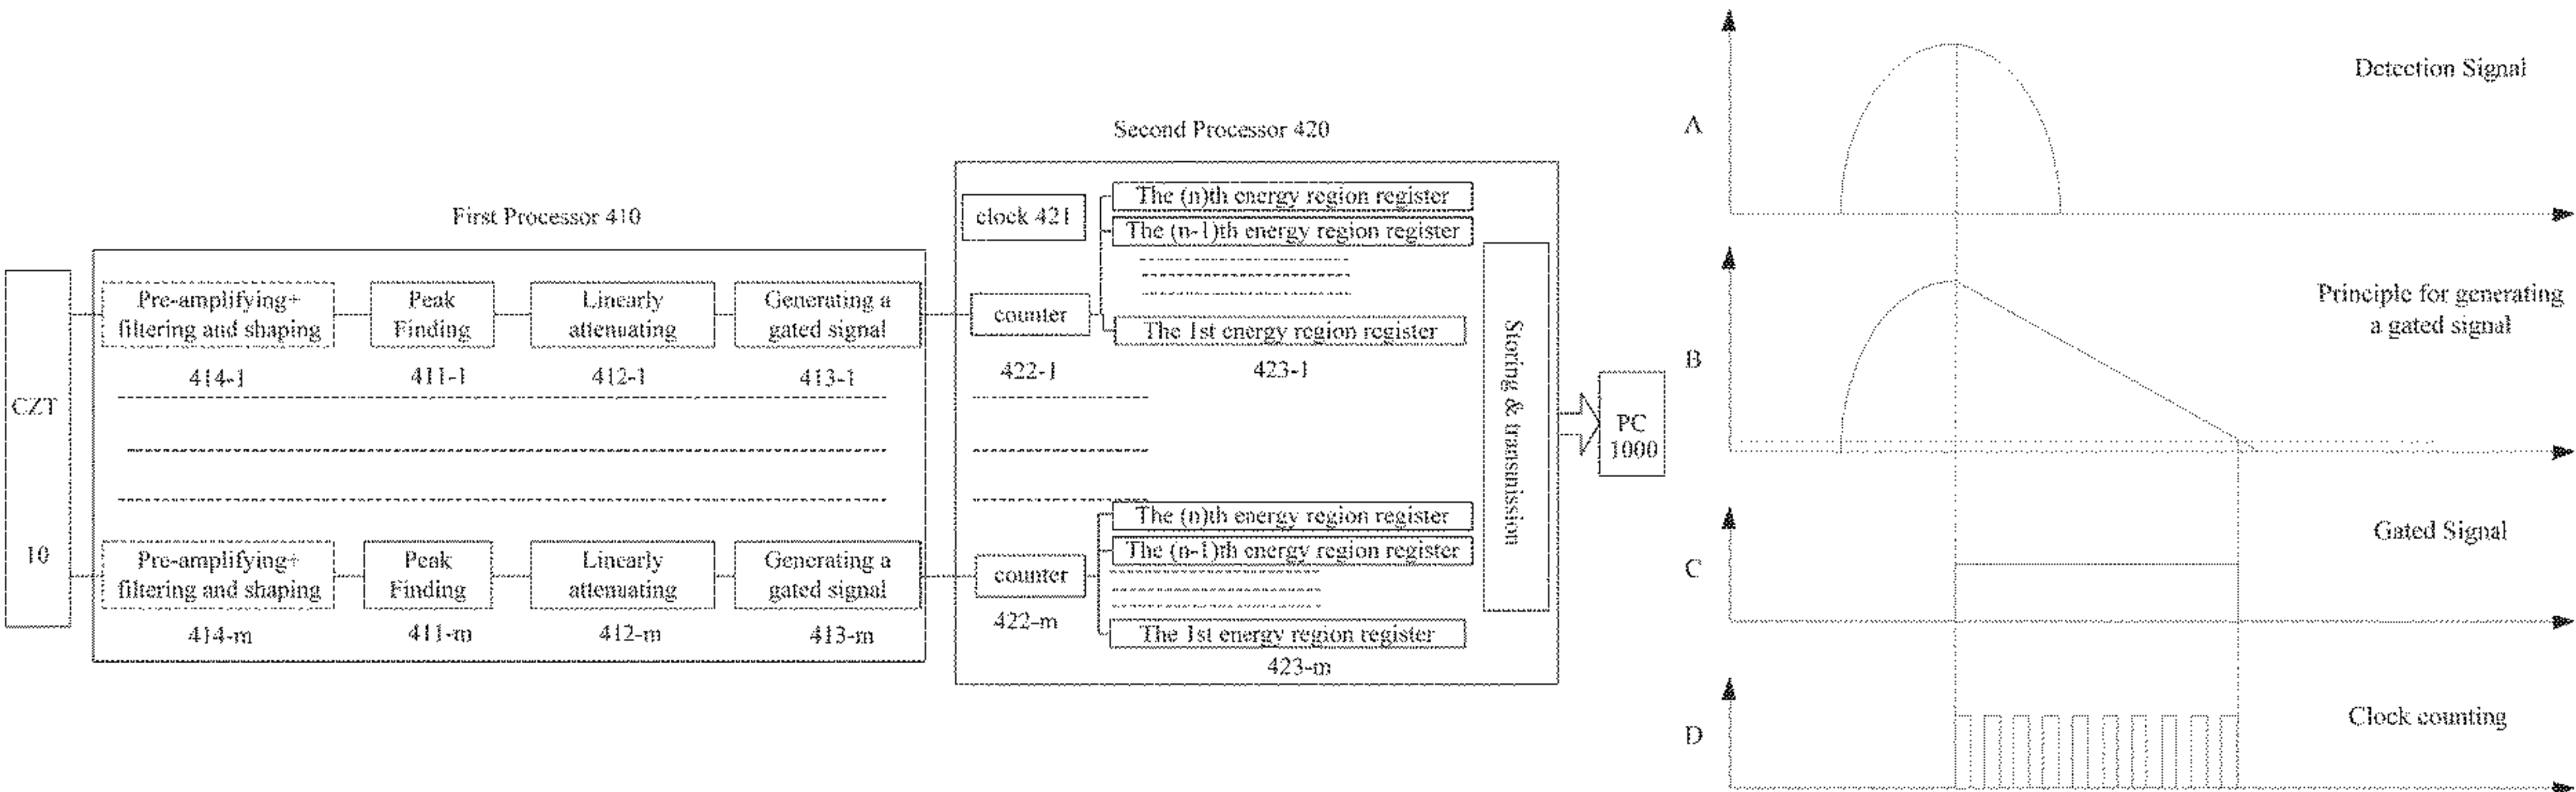 First Processor 410
CZT
10
Pre-amplifying+
filtering and shaping
414-1
Peak
Finding
411-1
Linearly
attenuating
412-1
Generating a
gated signal
413-1
Pre-amplifying+
filtering and shaping
414-m
Peak
Finding
411-m
Linearly
attenuating
412-m
Generating a
gated signal
413-m
Second Processor 420
clock 421
counter
422-1
The (n)th energy region register
The (n-1)th energy region register
The 1st energy region register
423-1
counter
422-m
The (n)th energy region register
The (n-1)th energy region register
The 1st energy region register
423-m
Storing & transmisision
PC
1000
A
Detection Signal
B
Principle for generating
a gated signal
C
Gated Signal
D
Clock counting